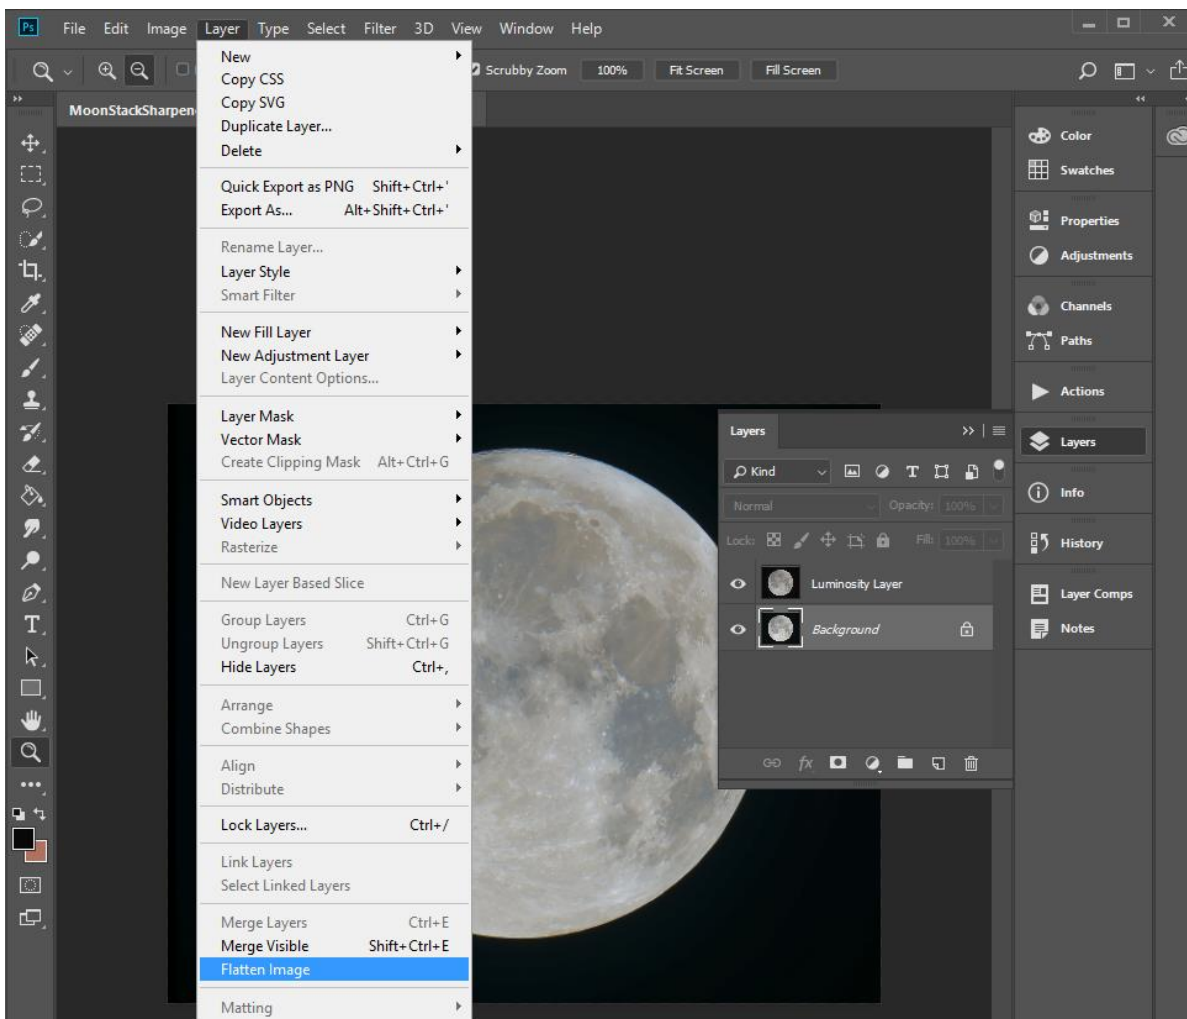 Ps File Edit Image Layer Type Select Filter 3D View Window Help
Scrubby Zoom 100% Fit Screen Fill Screen
MoonStackSharpen
New
Copy CSS
Copy SVG
Duplicate Layer...
Delete
Quick Export as PNG Shift+Ctrl+'
Export As... Alt+Shift+Ctrl+'
Rename Layer...
Layer Style
Smart Filter
New Fill Layer
New Adjustment Layer
Layer Content Options...
Layer Mask
Vector Mask
Create Clipping Mask Alt+Ctrl+G
Smart Objects
Video Layers
Rasterize
New Layer Based Slice
Group Layers Ctrl+G
Ungroup Layers Shift+Ctrl+G
Hide Layers Ctrl+,
Arrange
Combine Shapes
Align
Distribute
Lock Layers... Ctrl+/
Link Layers
Select Linked Layers
Merge Layers Ctrl+E
Merge Visible Shift+Ctrl+E
Flatten Image
Matting
Layers
Kind
Normal Opacity: 100%
Lock: Fill: 100%
Luminosity Layer
Background
Color
Swatches
Properties
Adjustments
Channels
Paths
Actions
Layers
Info
History
Layer Comps
Notes